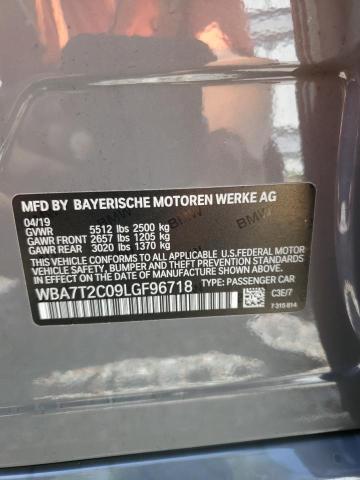 MFD BY BAYERISCHE MOTOREN WERKE AG
04/19
GVWR 5512 lbs 2500 kg
GAWR FRONT 2657 lbs 1205 kg
GAWR REAR 3020 lbs 1370 kg
THIS VEHICLE CONFORMS TO ALL APPLICABLE U.S. FEDERAL MOTOR
VEHICLE SAFETY, BUMPER, AND THEFT PREVENTION STANDARDS IN
EFFECT ON THE DATE OF MANUFACTURE SHOWN ABOVE.
WBA7T2C09LGF96718 TYPE: PASSENGER CAR
C3E/7
7 315 814